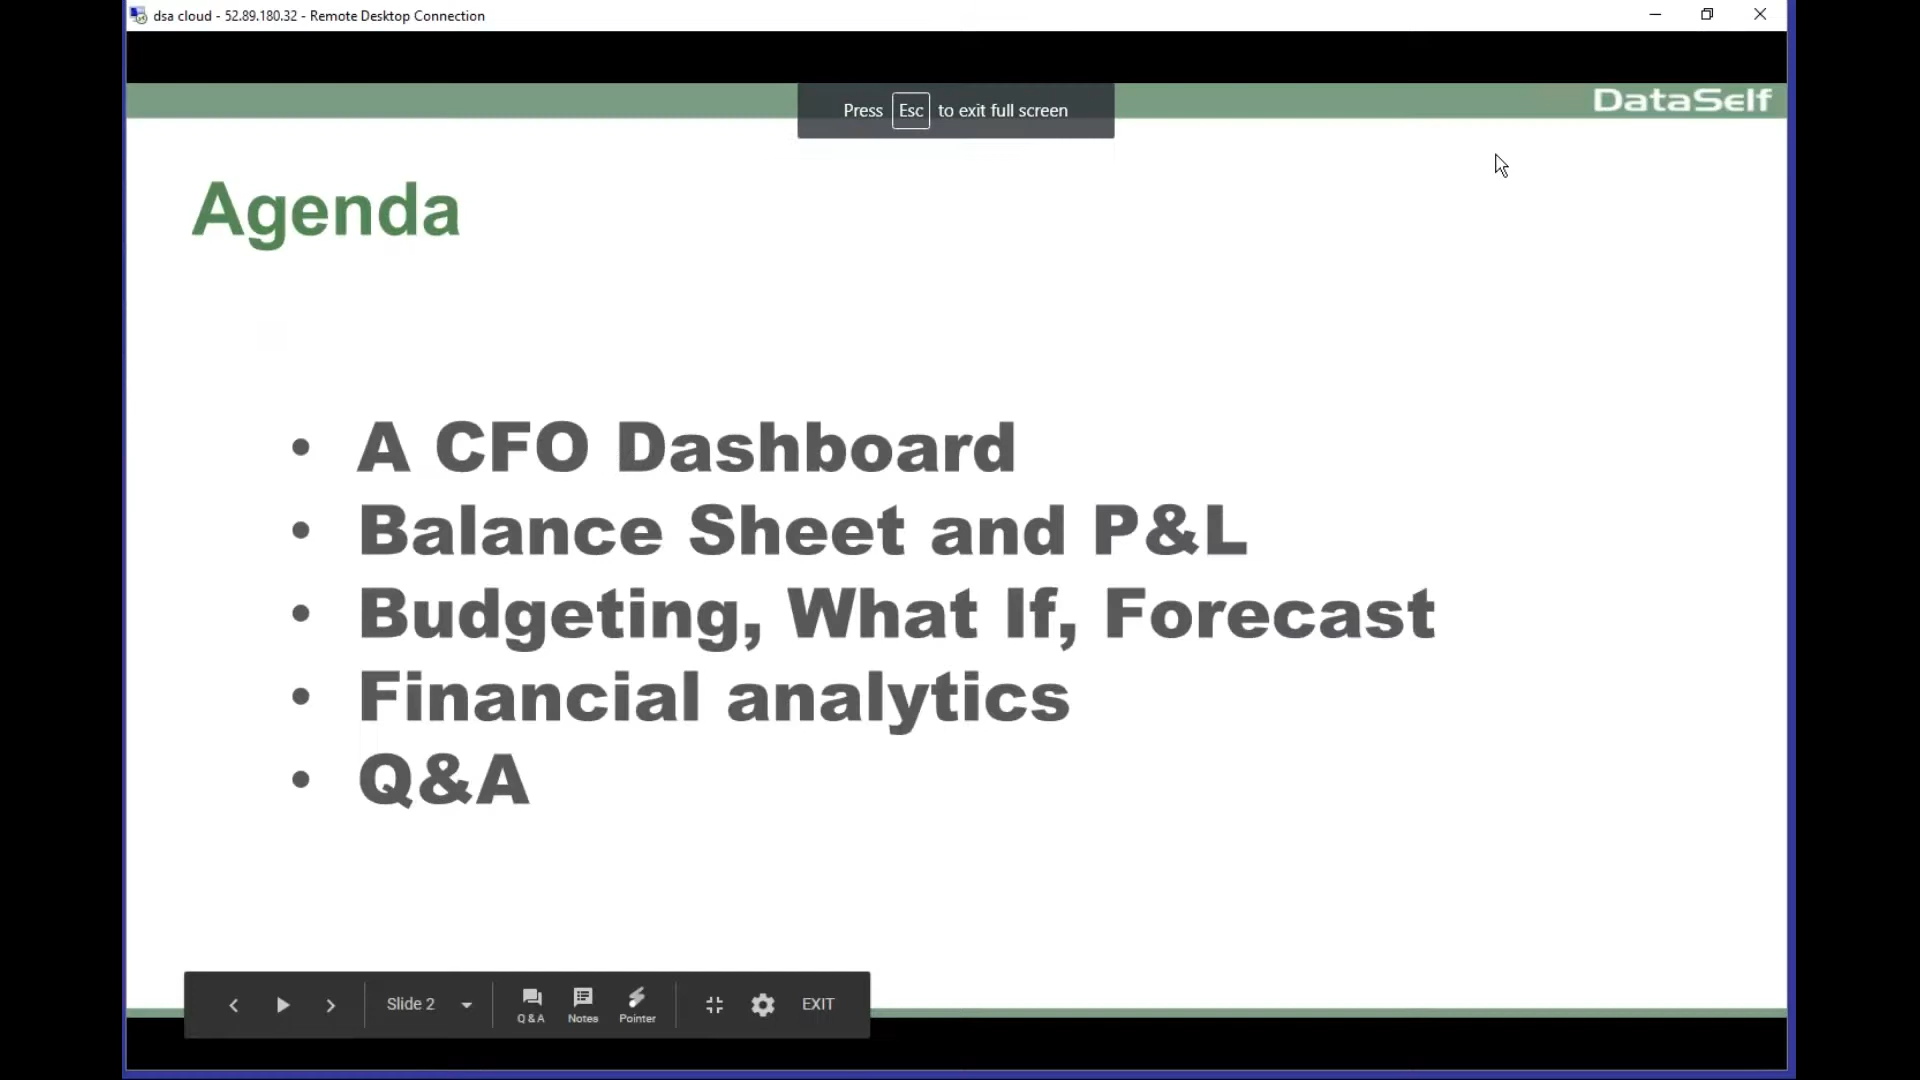 dsa cloud - 52.89.180.32 - Remote Desktop Connection
DataSelf
Press Esc to exit full screen
Agenda
• A CFO Dashboard
• Balance Sheet and P&L
• Budgeting, What If, Forecast
• Financial analytics
• Q&A
Slide 2
Q & A Notes Pointer
EXIT